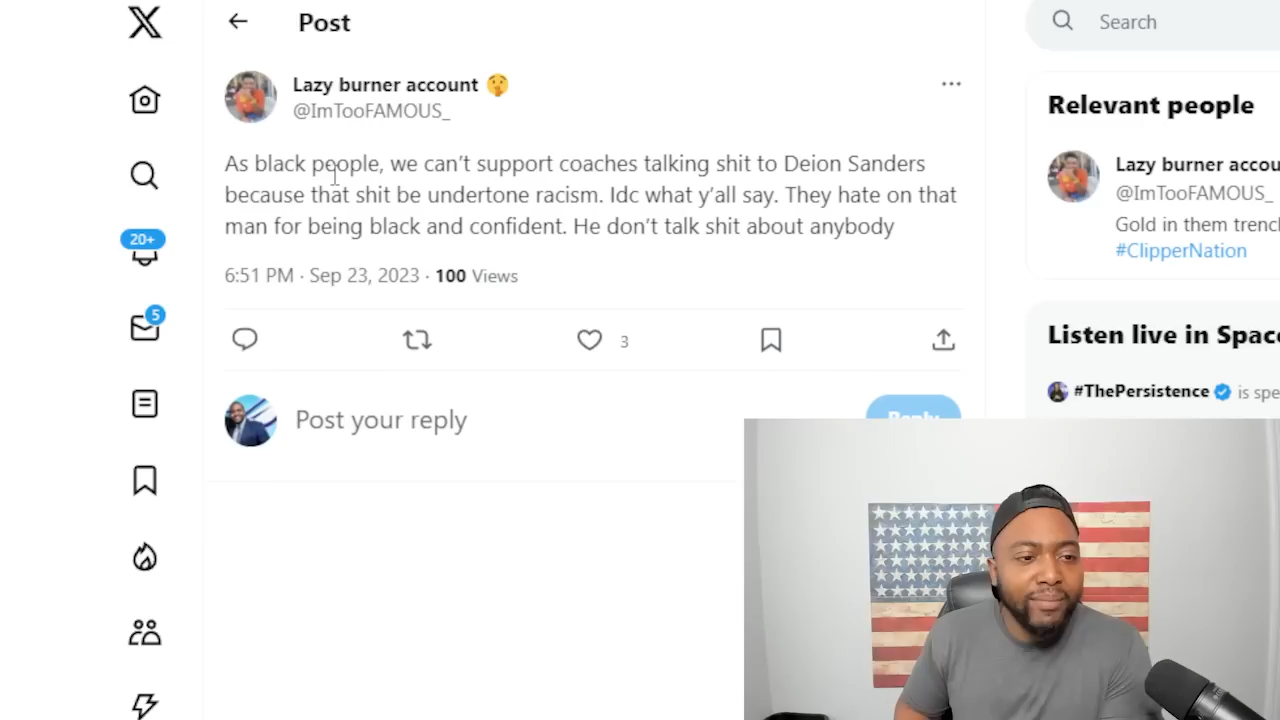 Post
Search
Lazy burner account 🤫
@ImTooFAMOUS_
As black people, we can’t support coaches talking shit to Deion Sanders
because that shit be undertone racism. Idc what y’all say. They hate on that
man for being black and confident. He don’t talk shit about anybody
6:51 PM · Sep 23, 2023 · 100 Views
3
Post your reply
Reply
20+
5
Relevant people
Lazy burner accou
@ImTooFAMOUS_
Gold in them trench
#ClipperNation
Listen live in Spac
#ThePersistence is spe